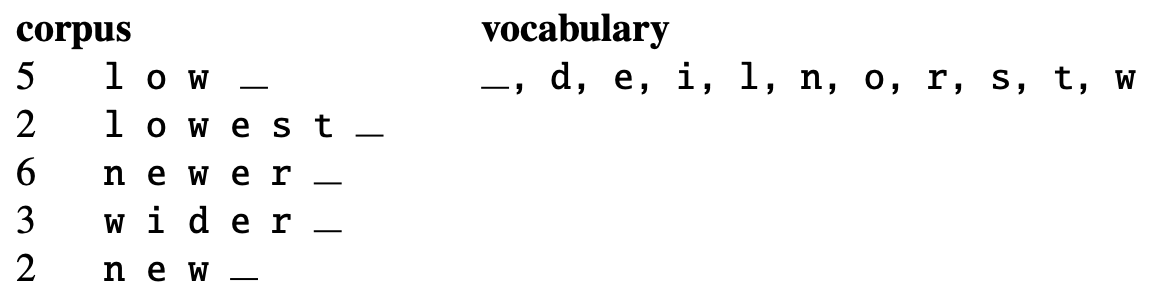 corpus vocabulary
5 l o w _ _, d, e, i, l, n, o, r, s, t, w
2 l o w e s t _
6 n e w e r _
3 w i d e r _
2 n e w _